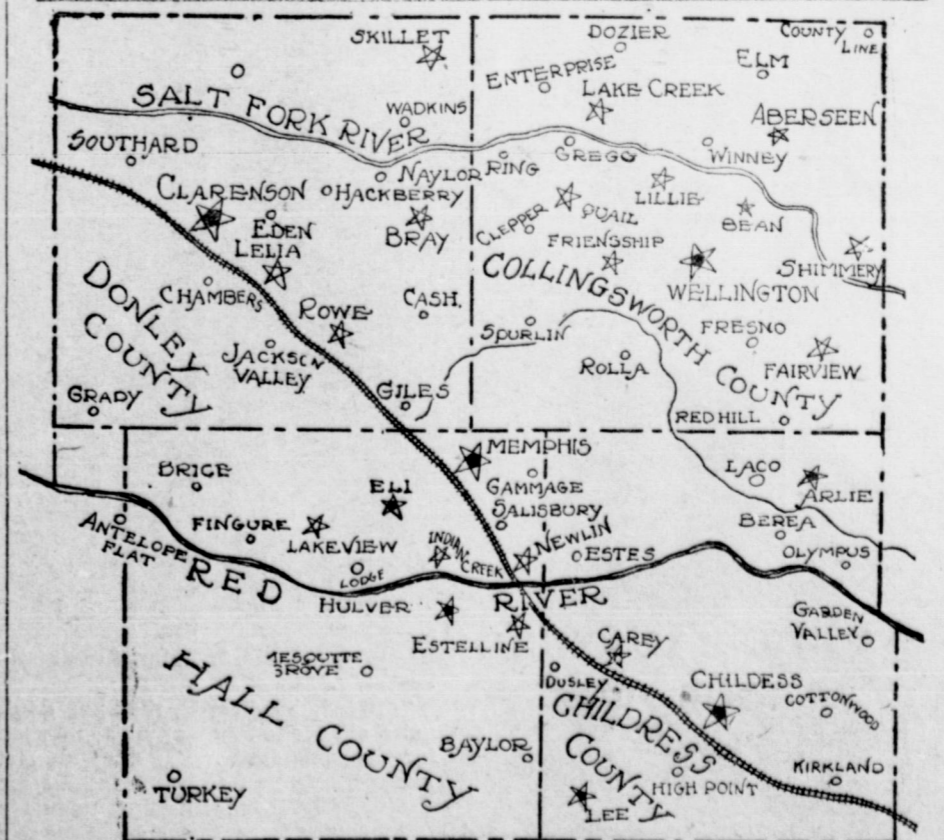 SKILLET
DOZIER
COUNTY
LINE
ENTERPRISE
ELM
LAKE CREEK
SALT FORK RIVER
WADKINS
ABERSEEN
SOUTHARD
NAYLOR
RING
GREGG
WINNEY
CLARENSON
HACKBERRY
LILLIE
EDEN
BRAY
CLEPPER
QUAIL
BEAN
LELIA
FRIENSSHIP
SHIMMERY
DONLEY
COUNTY
CHAMBERS
COLLINGSWORTH COUNTY
WELLINGTON
ROWE
CASH.
SPURLIN
FRESNO
JACKSON
VALLEY
ROLLA
FAIRVIEW
GRADY
GILES
RED HILL
MEMPHIS
BRICE
GAMMAGE
LACO
ELI
ARLIE
SALISBURY
ANTELOPE
FLAT
FINGURE
LAKEVIEW
INDIAN
CREEK
NEWLIN
BEREA
ESTES
OLYMPUS
RED
RIVER
LODGE
HULVER
GARDEN
VALLEY
ESTELLINE
CAREY
HALL COUNTY
GROVE
DUSLEY
CHILDESS
COTTONWOOD
CHILDRESS
COUNTY
BAYLOR
TURKEY
HIGH POINT
KIRKLAND
LEE